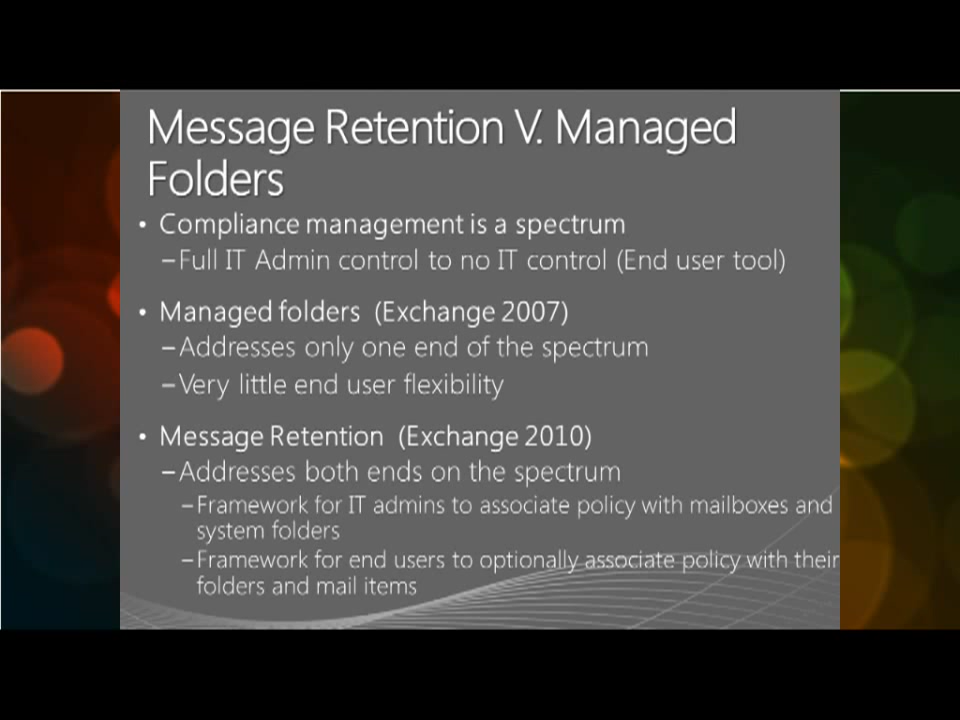 Message Retention V. Managed
Folders
• Compliance management is a spectrum
–Full IT Admin control to no IT control (End user tool)
• Managed folders (Exchange 2007)
–Addresses only one end of the spectrum
–Very little end user flexibility
• Message Retention (Exchange 2010)
–Addresses both ends on the spectrum
–Framework for IT admins to associate policy with mailboxes and
system folders
–Framework for end users to optionally associate policy with their
folders and mail items